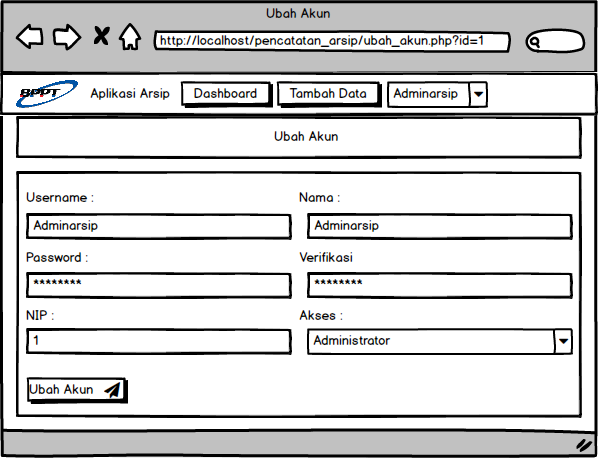 Ubah Akun
http://localhost/pencatatan_arsip/ubah_akun.php?id=1
BPPT Aplikasi Arsip Dashboard Tambah Data Adminarsip
Ubah Akun
Username : Nama :
Adminarsip Adminarsip
Password : Verifikasi
******** ********
NIP : Akses :
1 Administrator
Ubah Akun